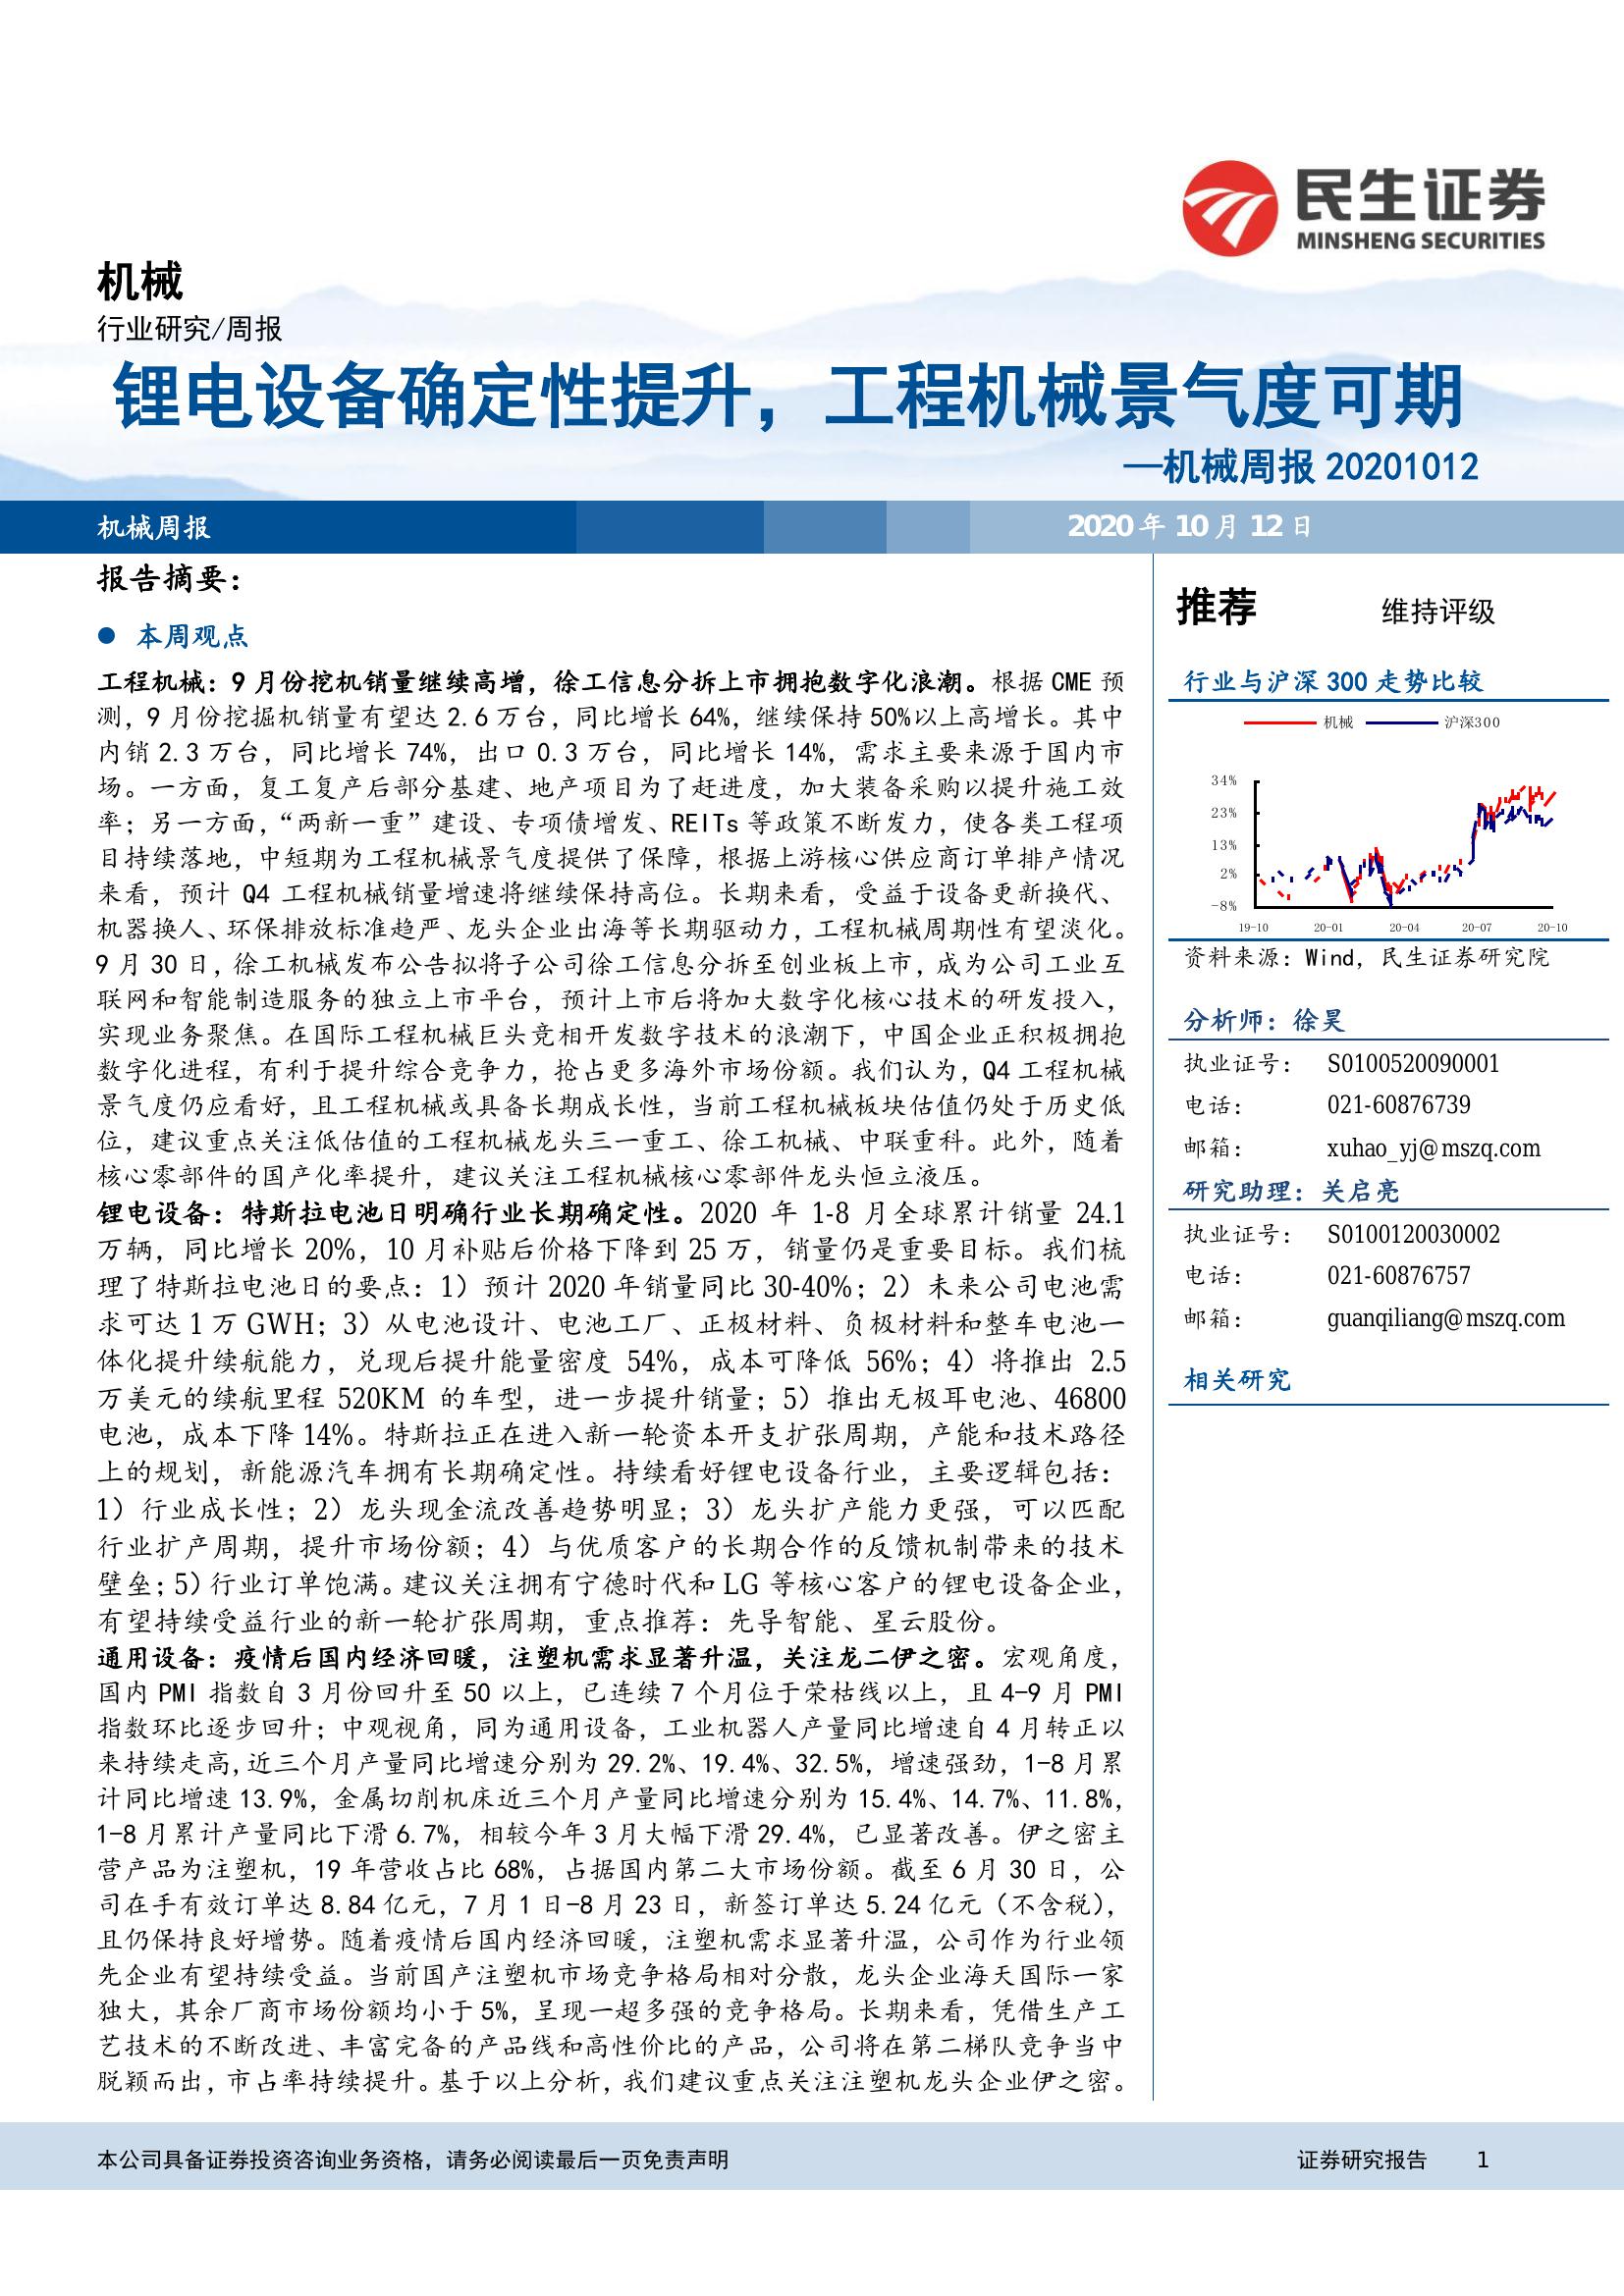 民生证券
MINSHENG SECURITIES
机械
行业研究/周报
锂电设备确定性提升，工程机械景气度可期
—机械周报 20201012
机械周报
2020 年 10 月 12 日
报告摘要：
● 本周观点
工程机械：9 月份挖机销量继续高增，徐工信息分拆上市拥抱数字化浪潮。根据 CME 预
测，9 月份挖掘机销量有望达 2.6 万台，同比增长 64%，继续保持 50%以上高增长。其中
内销 2.3 万台，同比增长 74%，出口 0.3 万台，同比增长 14%，需求主要来源于国内市
场。一方面，复工复产后部分基建、地产项目为了赶进度，加大装备采购以提升施工效
率；另一方面，“两新一重”建设、专项债增发、REITs 等政策不断发力，使各类工程项
目持续落地，中短期为工程机械景气度提供了保障，根据上游核心供应商订单排产情况
来看，预计 Q4 工程机械销量增速将继续保持高位。长期来看，受益于设备更新换代、
机器换人、环保排放标准趋严、龙头企业出海等长期驱动力，工程机械周期性有望淡化。
9 月 30 日，徐工机械发布公告拟将子公司徐工信息分拆至创业板上市，成为公司工业互
联网和智能制造服务的独立上市平台，预计上市后将加大数字化核心技术的研发投入，
实现业务聚焦。在国际工程机械巨头竞相开发数字技术的浪潮下，中国企业正积极拥抱
数字化进程，有利于提升综合竞争力，抢占更多海外市场份额。我们认为，Q4 工程机械
景气度仍应看好，且工程机械或具备长期成长性，当前工程机械板块估值仍处于历史低
位，建议重点关注低估值的工程机械龙头三一重工、徐工机械、中联重科。此外，随着
核心零部件的国产化率提升，建议关注工程机械核心零部件龙头恒立液压。
锂电设备：特斯拉电池日明确行业长期确定性。2020 年 1-8 月全球累计销量 24.1
万辆，同比增长 20%，10 月补贴后价格下降到 25 万，销量仍是重要目标。我们梳
理了特斯拉电池日的要点：1）预计 2020 年销量同比 30-40%；2）未来公司电池需
求可达 1 万 GWH；3）从电池设计、电池工厂、正极材料、负极材料和整车电池一
体化提升续航能力，兑现后提升能量密度 54%，成本可降低 56%；4）将推出 2.5
万美元的续航里程 520KM 的车型，进一步提升销量；5）推出无极耳电池、46800
电池，成本下降 14%。特斯拉正在进入新一轮资本开支扩张周期，产能和技术路径
上的规划，新能源汽车拥有长期确定性。持续看好锂电设备行业，主要逻辑包括：
1）行业成长性；2）龙头现金流改善趋势明显；3）龙头扩产能力更强，可以匹配
行业扩产周期，提升市场份额；4）与优质客户的长期合作的反馈机制带来的技术
壁垒；5）行业订单饱满。建议关注拥有宁德时代和 LG 等核心客户的锂电设备企业，
有望持续受益行业的新一轮扩张周期，重点推荐：先导智能、星云股份。
通用设备：疫情后国内经济回暖，注塑机需求显著升温，关注龙二伊之密。宏观角度，
国内 PMI 指数自 3 月份回升至 50 以上，已连续 7 个月位于荣枯线以上，且 4-9 月 PMI
指数环比逐步回升；中观视角，同为通用设备，工业机器人产量同比增速自 4 月转正以
来持续走高，近三个月产量同比增速分别为 29.2%、19.4%、32.5%，增速强劲，1-8 月累
计同比增速 13.9%，金属切削机床近三个月产量同比增速分别为 15.4%、14.7%、11.8%，
1-8 月累计产量同比下滑 6.7%，相较今年 3 月大幅下滑 29.4%，已显著改善。伊之密主
营产品为注塑机，19 年营收占比 68%，占据国内第二大市场份额。截至 6 月 30 日，公
司在手有效订单达 8.84 亿元，7 月 1 日-8 月 23 日，新签订单达 5.24 亿元（不含税），
且仍保持良好增势。随着疫情后国内经济回暖，注塑机需求显著升温，公司作为行业领
先企业有望持续受益。当前国产注塑机市场竞争格局相对分散，龙头企业海天国际一家
独大，其余厂商市场份额均小于 5%，呈现一超多强的竞争格局。长期来看，凭借生产工
艺技术的不断改进、丰富完备的产品线和高性价比的产品，公司将在第二梯队竞争当中
脱颖而出，市占率持续提升。基于以上分析，我们建议重点关注注塑机龙头企业伊之密。
推荐 维持评级
行业与沪深 300 走势比较
机械 沪深300
34%
23%
13%
2%
-8%
19-10 20-01 20-04 20-07 20-10
资料来源：Wind，民生证券研究院
分析师：徐昊
执业证号： S0100520090001
电话： 021-60876739
邮箱： xuhao_yj@mszq.com
研究助理：关启亮
执业证号： S0100120030002
电话： 021-60876757
邮箱： guanqiliang@mszq.com
相关研究
本公司具备证券投资咨询业务资格，请务必阅读最后一页免责声明
证券研究报告 1